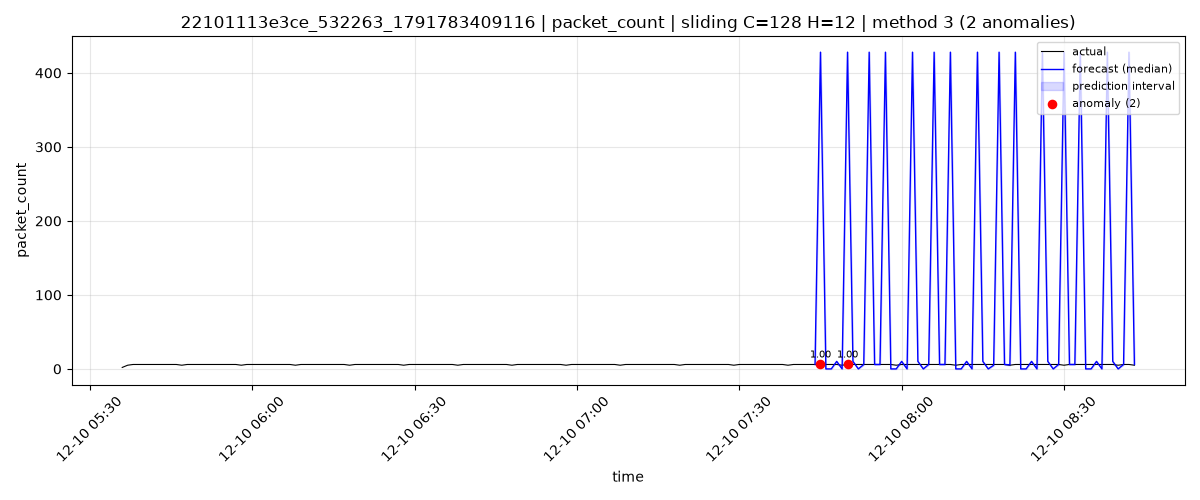 22101113e3ce_532263_1791783409116 | packet_count | sliding C=128 H=12 | method 3 (2 anomalies)
actual
forecast (median)
prediction interval
anomaly (2)
packet_count
400
300
200
100
0
1.00 1.00
12-10 05:30
12-10 06:00
12-10 06:30
12-10 07:00
12-10 07:30
12-10 08:00
12-10 08:30
time